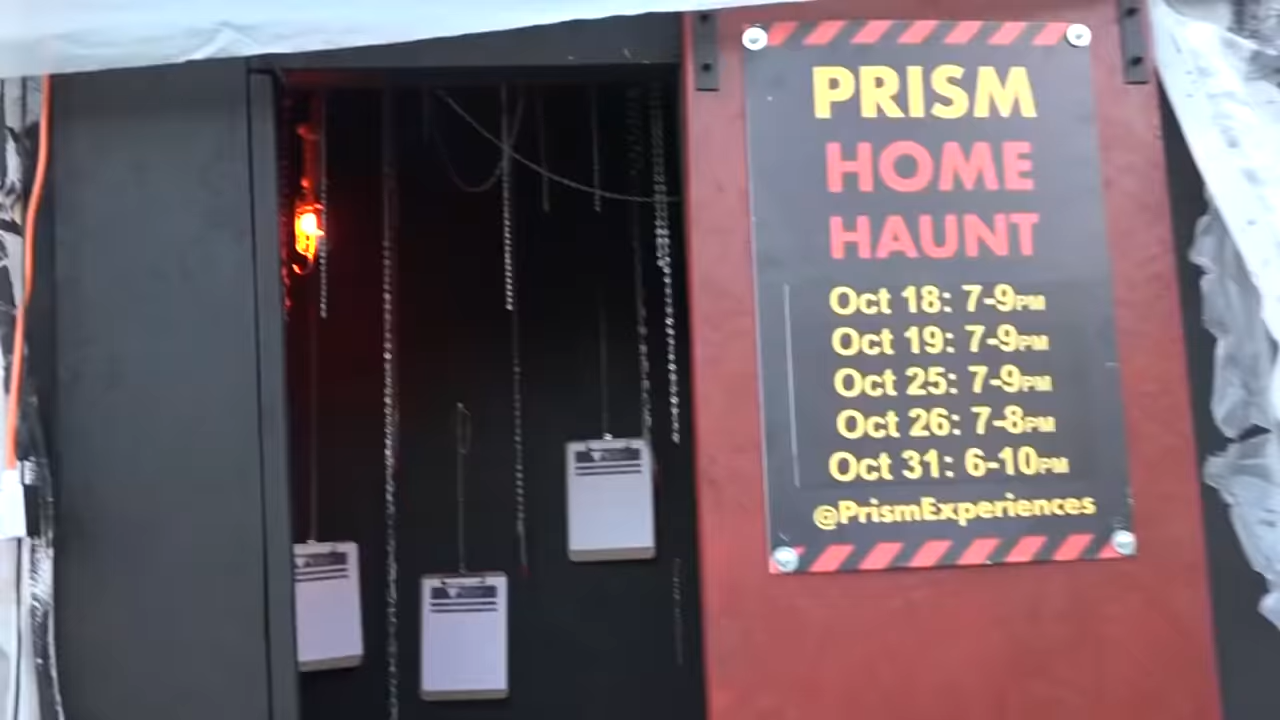 PRISM
HOME
HAUNT
Oct 18: 7-9PM
Oct 19: 7-9PM
Oct 25: 7-9PM
Oct 26: 7-8PM
Oct 31: 6-10PM
@PrismExperiences